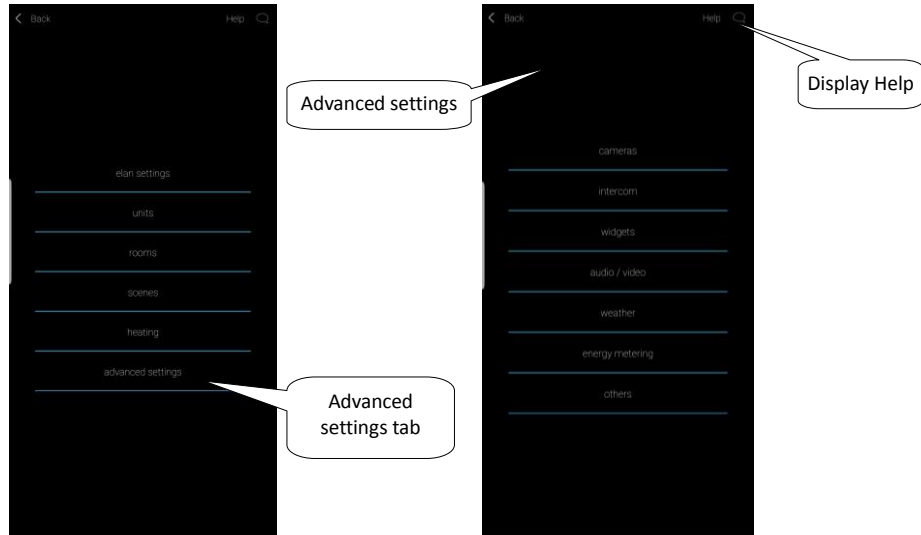 Back
Help
elan settings
units
rooms
scenes
heating
advanced settings
Advanced settings
Advanced
settings tab
Back
Help
cameras
intercom
widgets
audio / video
weather
energy metering
others
Display Help